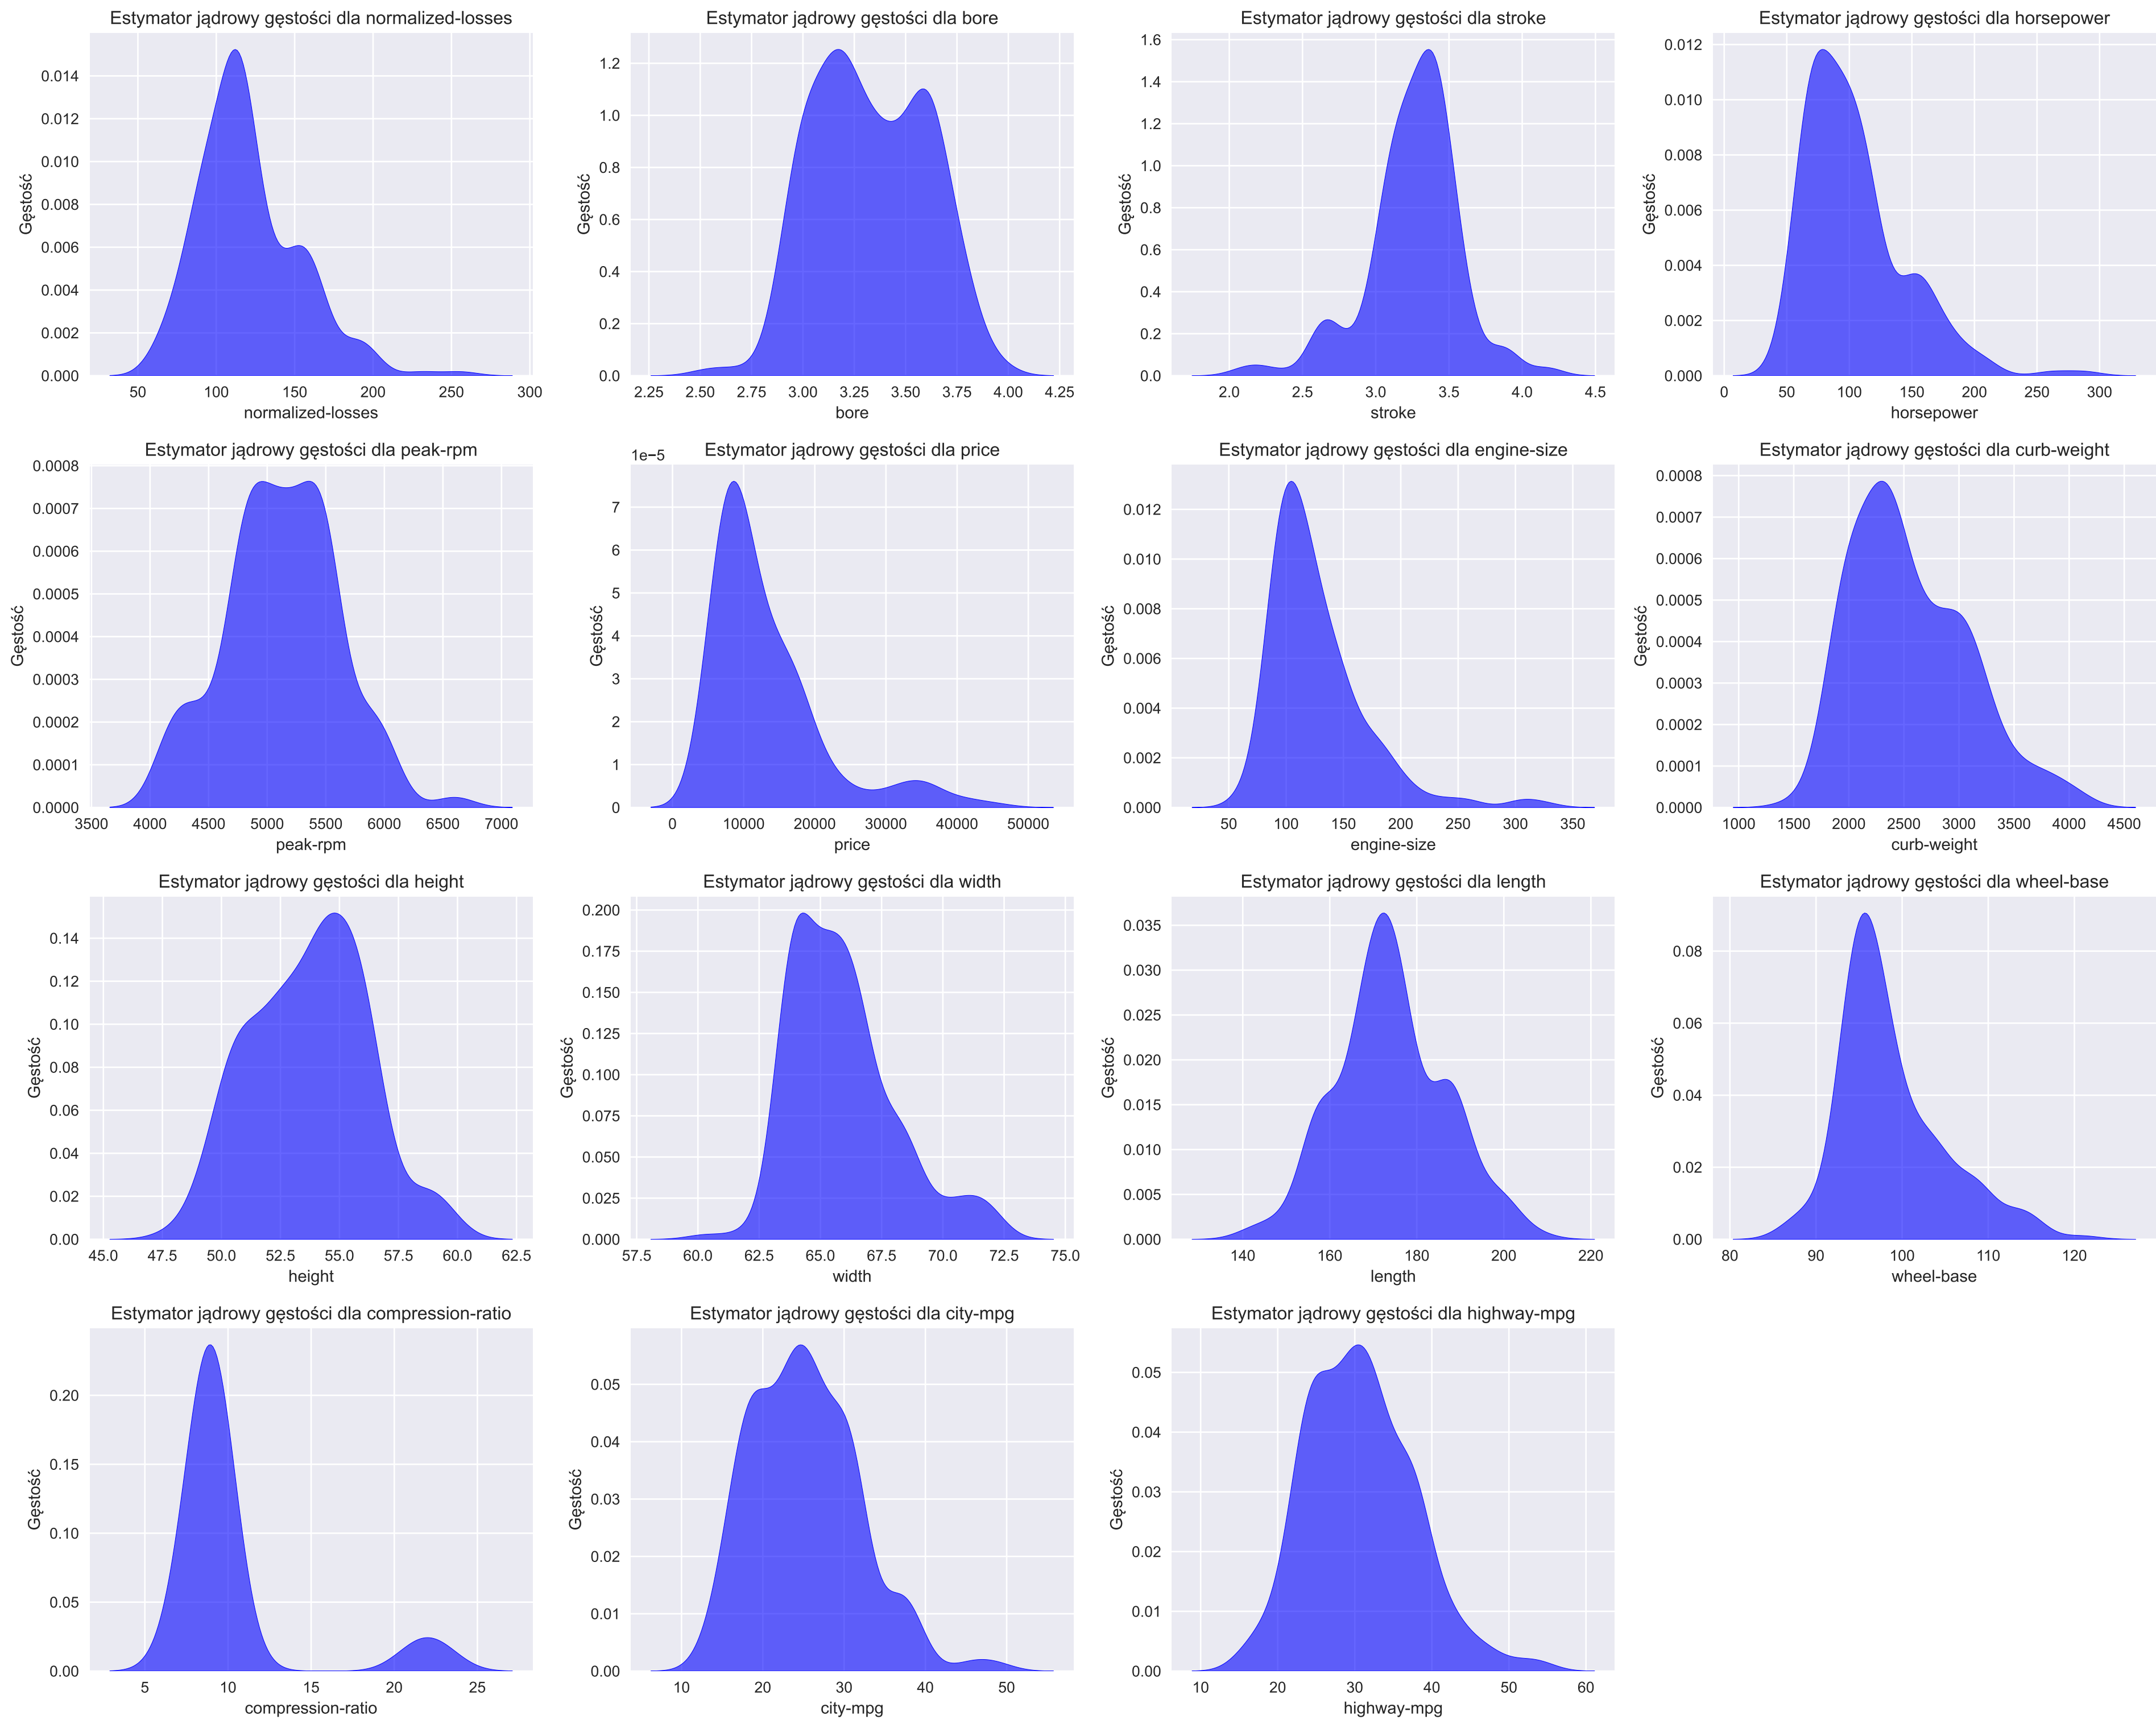 Estymator jądrowy gęstości dla normalized-losses
0.014
0.012
0.010
0.008
0.006
0.004
0.002
0.000
Gęstość
50 100 150 200 250 300
normalized-losses
Estymator jądrowy gęstości dla bore
1.2
1.0
0.8
0.6
0.4
0.2
0.0
Gęstość
2.25 2.50 2.75 3.00 3.25 3.50 3.75 4.00 4.25
bore
Estymator jądrowy gęstości dla stroke
1.6
1.4
1.2
1.0
0.8
0.6
0.4
0.2
0.0
Gęstość
2.0 2.5 3.0 3.5 4.0 4.5
stroke
Estymator jądrowy gęstości dla horsepower
0.012
0.010
0.008
0.006
0.004
0.002
0.000
Gęstość
0 50 100 150 200 250 300
horsepower
Estymator jądrowy gęstości dla peak-rpm
0.0008
0.0007
0.0006
0.0005
0.0004
0.0003
0.0002
0.0001
0.0000
Gęstość
3500 4000 4500 5000 5500 6000 6500 7000
peak-rpm
Estymator jądrowy gęstości dla price
1e−5
7
6
5
4
3
2
1
0
Gęstość
0 10000 20000 30000 40000 50000
price
Estymator jądrowy gęstości dla engine-size
0.012
0.010
0.008
0.006
0.004
0.002
0.000
Gęstość
50 100 150 200 250 300 350
engine-size
Estymator jądrowy gęstości dla curb-weight
0.0008
0.0007
0.0006
0.0005
0.0004
0.0003
0.0002
0.0001
0.0000
Gęstość
1000 1500 2000 2500 3000 3500 4000 4500
curb-weight
Estymator jądrowy gęstości dla height
0.14
0.12
0.10
0.08
0.06
0.04
0.02
0.00
Gęstość
45.0 47.5 50.0 52.5 55.0 57.5 60.0 62.5
height
Estymator jądrowy gęstości dla width
0.200
0.175
0.150
0.125
0.100
0.075
0.050
0.025
0.000
Gęstość
57.5 60.0 62.5 65.0 67.5 70.0 72.5 75.0
width
Estymator jądrowy gęstości dla length
0.035
0.030
0.025
0.020
0.015
0.010
0.005
0.000
Gęstość
140 160 180 200 220
length
Estymator jądrowy gęstości dla wheel-base
0.08
0.06
0.04
0.02
0.00
Gęstość
80 90 100 110 120
wheel-base
Estymator jądrowy gęstości dla compression-ratio
0.20
0.15
0.10
0.05
0.00
Gęstość
5 10 15 20 25
compression-ratio
Estymator jądrowy gęstości dla city-mpg
0.05
0.04
0.03
0.02
0.01
0.00
Gęstość
10 20 30 40 50
city-mpg
Estymator jądrowy gęstości dla highway-mpg
0.05
0.04
0.03
0.02
0.01
0.00
Gęstość
10 20 30 40 50 60
highway-mpg